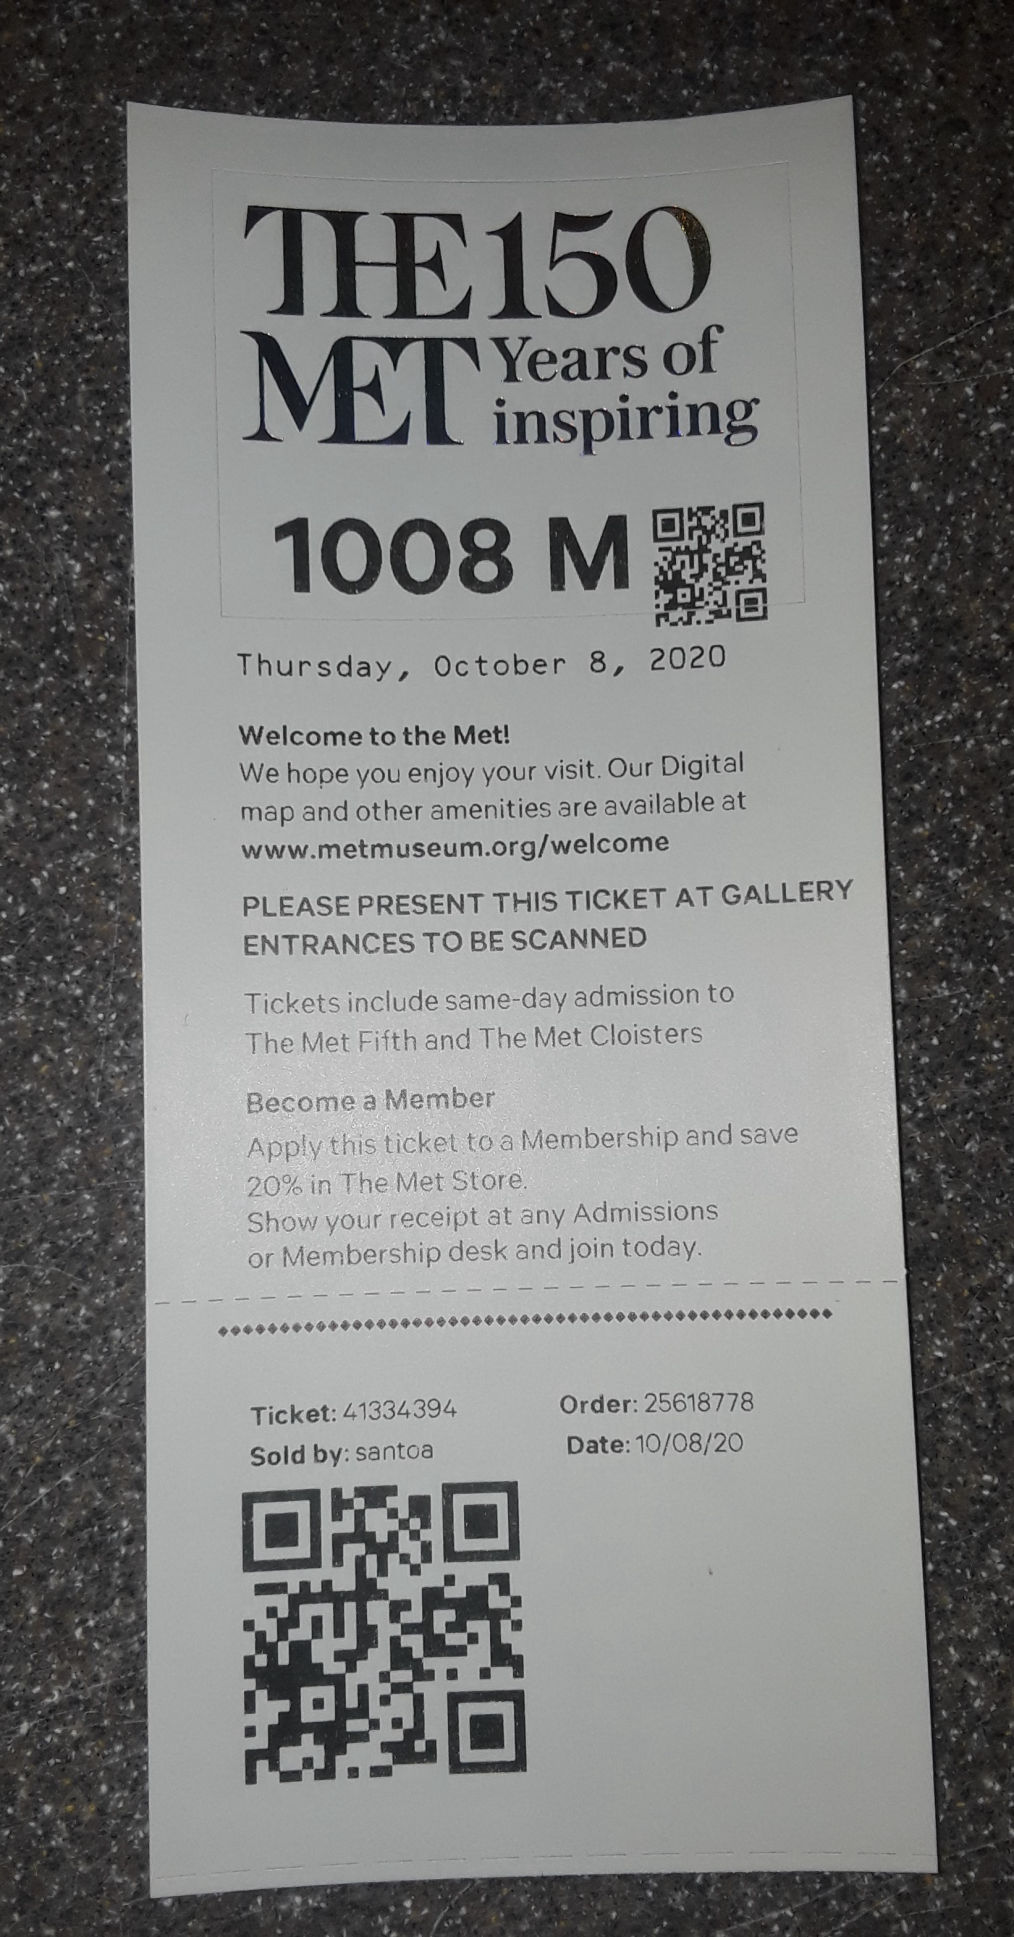 THE 150
MET Years of
inspiring
1008 M
Thursday, October 8, 2020
Welcome to the Met!
We hope you enjoy your visit. Our Digital
map and other amenities are available at
www.metmuseum.org/welcome
PLEASE PRESENT THIS TICKET AT GALLERY
ENTRANCES TO BE SCANNED
Tickets include same-day admission to
The Met Fifth and The Met Cloisters
Become a Member
Apply this ticket to a Membership and save
20% in The Met Store.
Show your receipt at any Admissions
or Membership desk and join today.
Ticket: 41334394 Order: 25618778
Sold by: santoa Date: 10/08/20